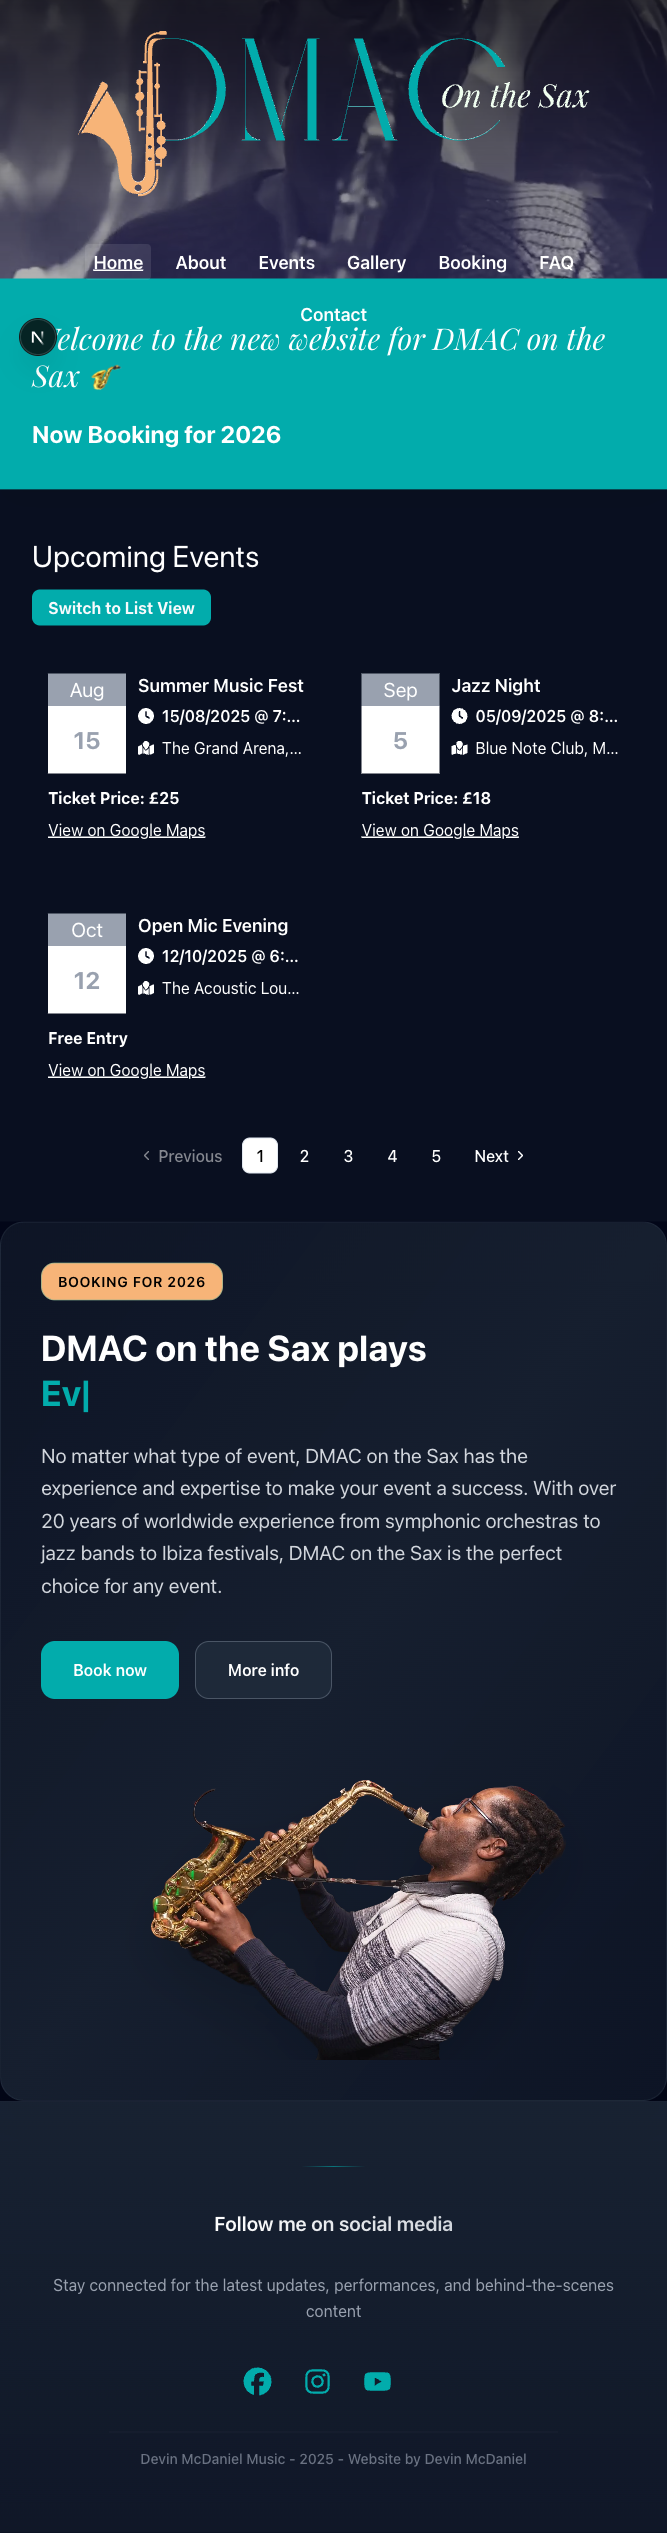 DMAC
On the Sax
Home About Events Gallery Booking FAQ
Contact
elcome to the new website for DMAC on the
Sax 🎷
N
Now Booking for 2026
Upcoming Events
Switch to List View
Aug
15
Summer Music Fest
15/08/2025 @ 7:...
The Grand Arena,...
Ticket Price: £25
View on Google Maps
Sep
5
Jazz Night
05/09/2025 @ 8:...
Blue Note Club, M...
Ticket Price: £18
View on Google Maps
Oct
12
Open Mic Evening
12/10/2025 @ 6:...
The Acoustic Lou...
Free Entry
View on Google Maps
Previous 1 2 3 4 5 Next
BOOKING FOR 2026
DMAC on the Sax plays
Ev|
No matter what type of event, DMAC on the Sax has the
experience and expertise to make your event a success. With over
20 years of worldwide experience from symphonic orchestras to
jazz bands to Ibiza festivals, DMAC on the Sax is the perfect
choice for any event.
Book now More info
Follow me on social media
Stay connected for the latest updates, performances, and behind-the-scenes
content
Devin McDaniel Music - 2025 - Website by Devin McDaniel